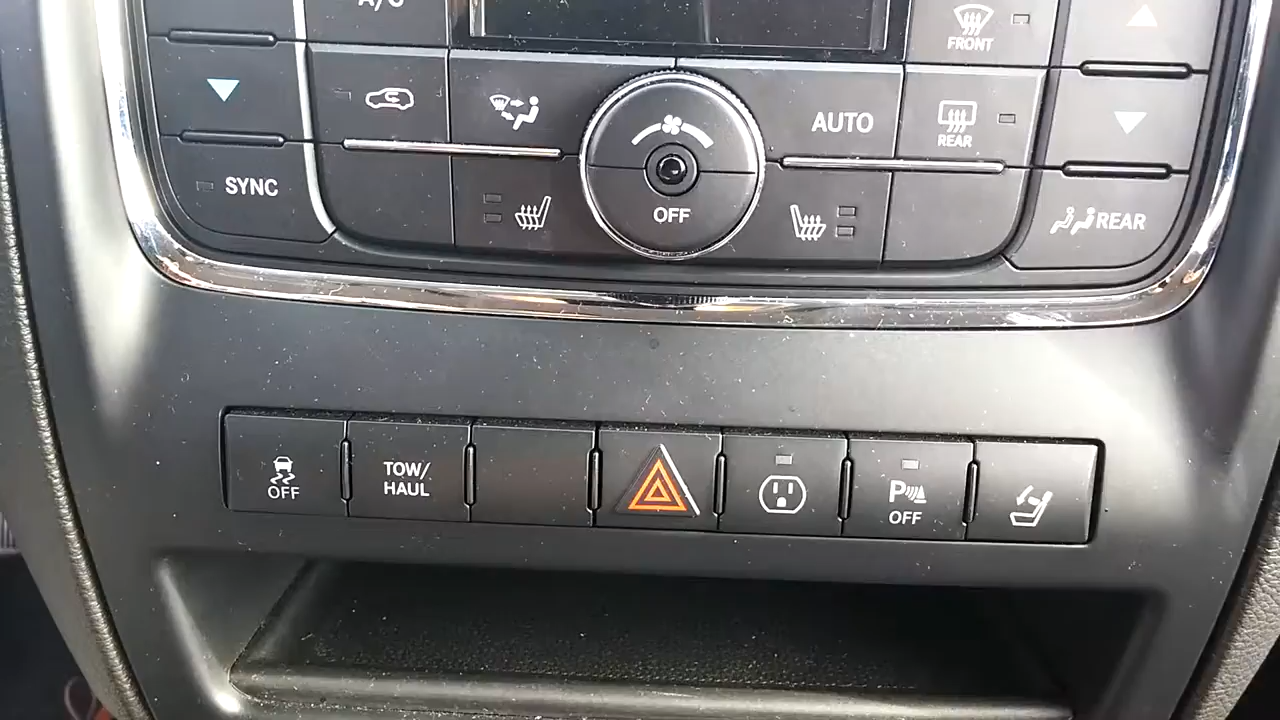 A/C
FRONT
AUTO
REAR
SYNC
OFF
REAR
OFF
TOW/
HAUL
P
OFF